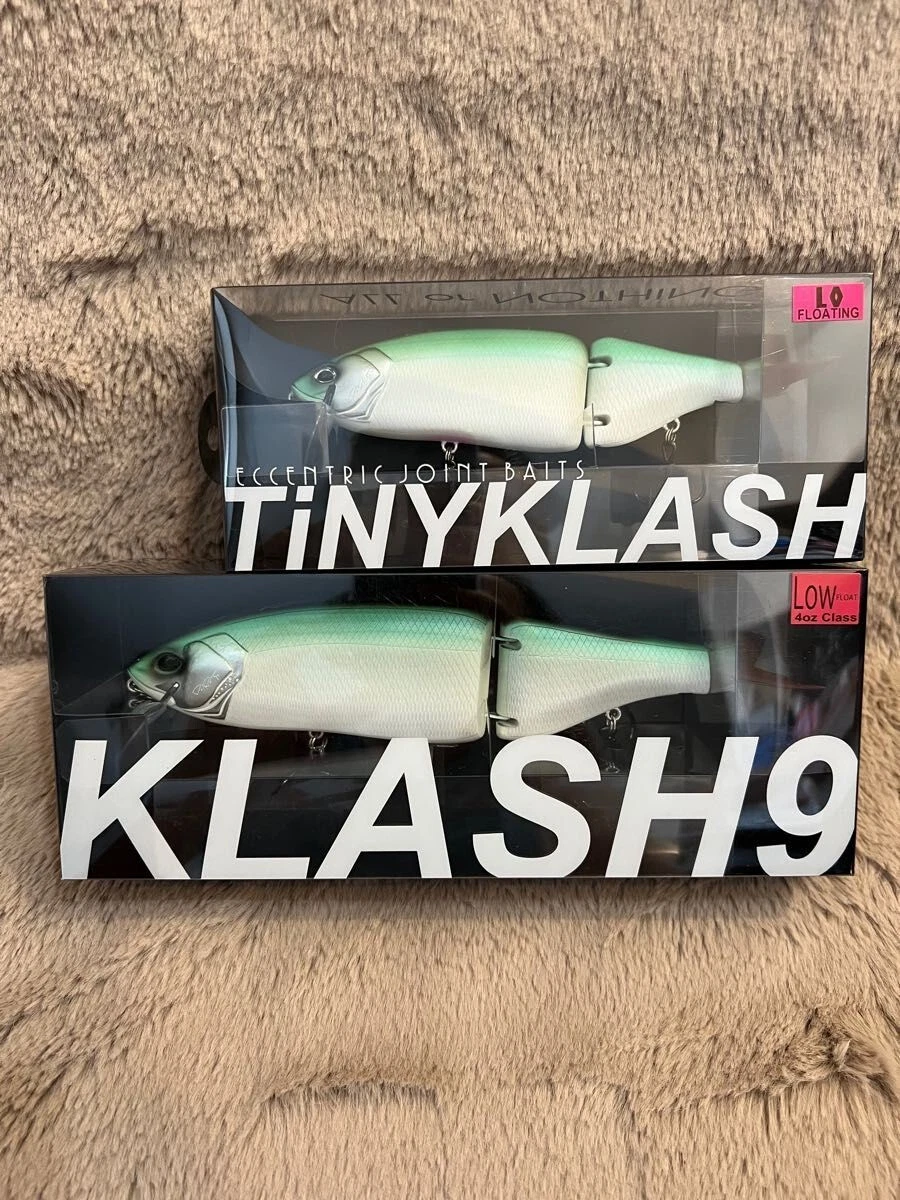 ALL or NOTHING
LO
FLOATING
ECCENTRIC JOINT BAITS
TiNYKLASH
LOW FLOAT
4oz Class
KLASH9